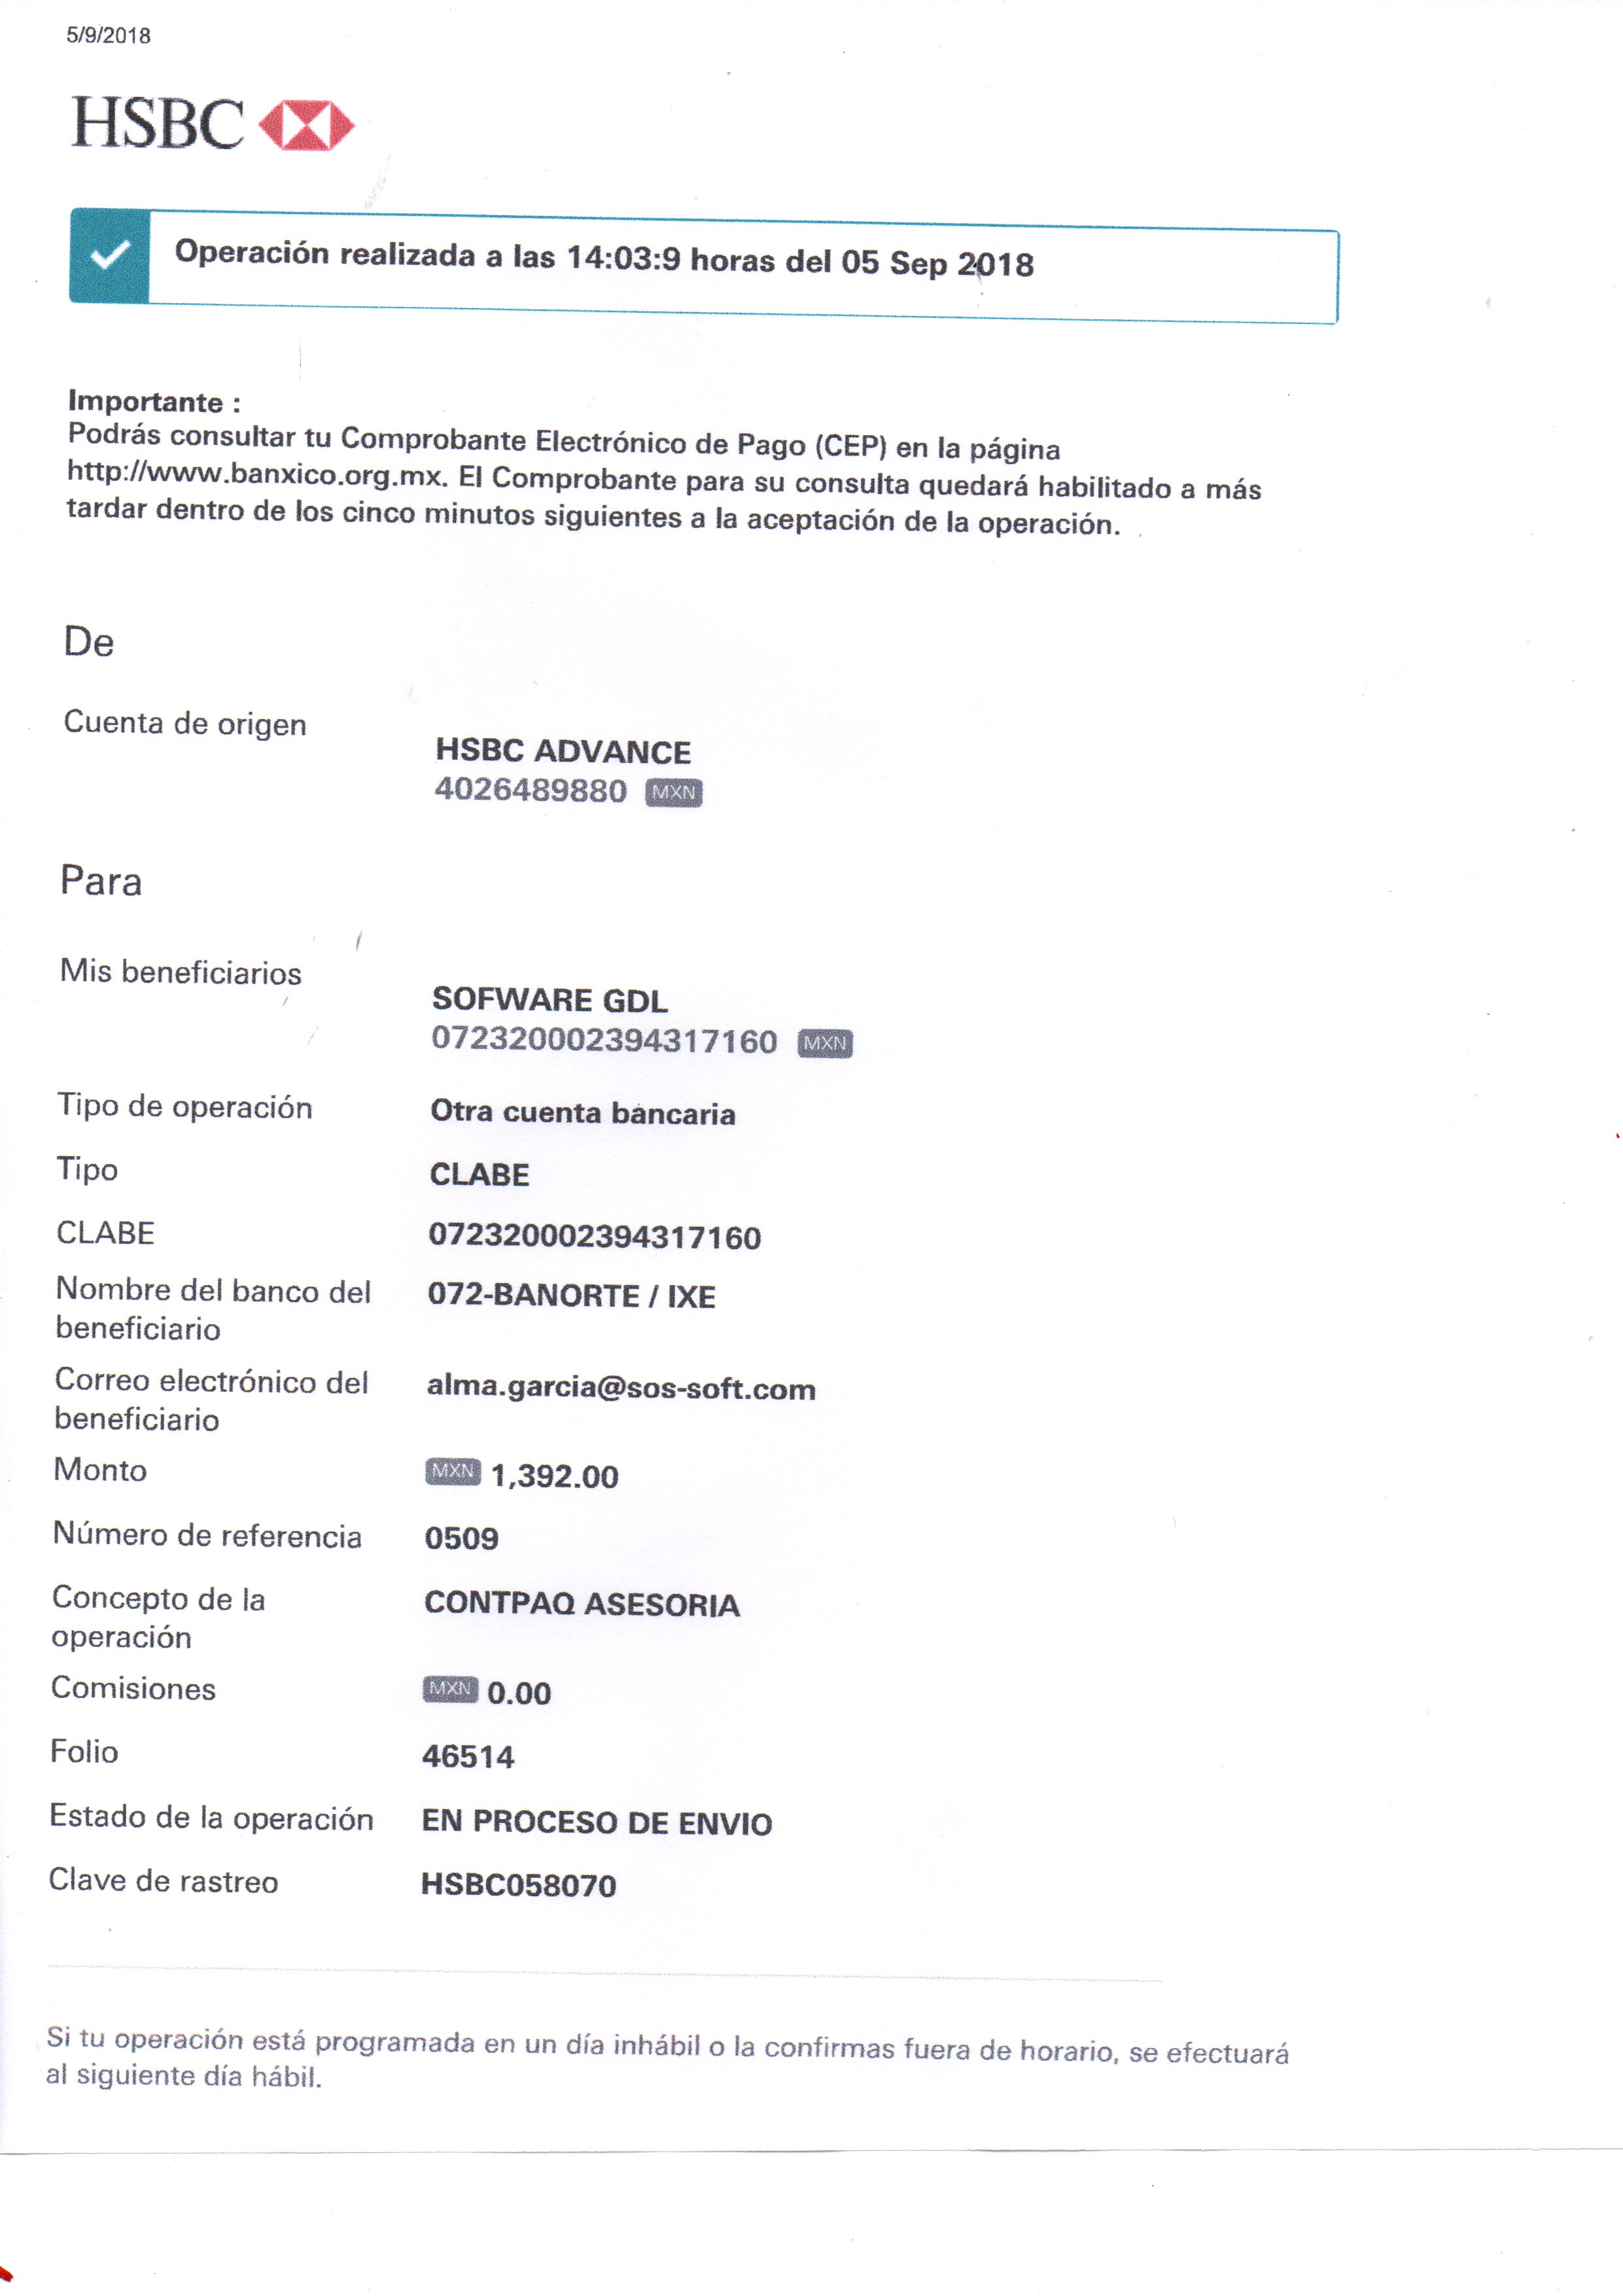 5/9/2018
HSBC
Operación realizada a las 14:03:9 horas del 05 Sep 2018
Importante :
Podrás consultar tu Comprobante Electrónico de Pago (CEP) en la página
http://www.banxico.org.mx. El Comprobante para su consulta quedará habilitado a más
tardar dentro de los cinco minutos siguientes a la aceptación de la operación.
De
Cuenta de origen
HSBC ADVANCE
4026489880 MXN
Para
Mis beneficiarios
SOFWARE GDL
072320002394317160 MXN
Tipo de operación Otra cuenta bancaria
Tipo CLABE
CLABE 072320002394317160
Nombre del banco del 072-BANORTE / IXE
beneficiario
Correo electrónico del alma.garcia@sos-soft.com
beneficiario
Monto MXN 1,392.00
Número de referencia 0509
Concepto de la CONTPAQ ASESORIA
operación
Comisiones MXN 0.00
Folio 46514
Estado de la operación EN PROCESO DE ENVIO
Clave de rastreo HSBC058070
Si tu operación está programada en un día inhábil o la confirmas fuera de horario, se efectuará
al siguiente día hábil.